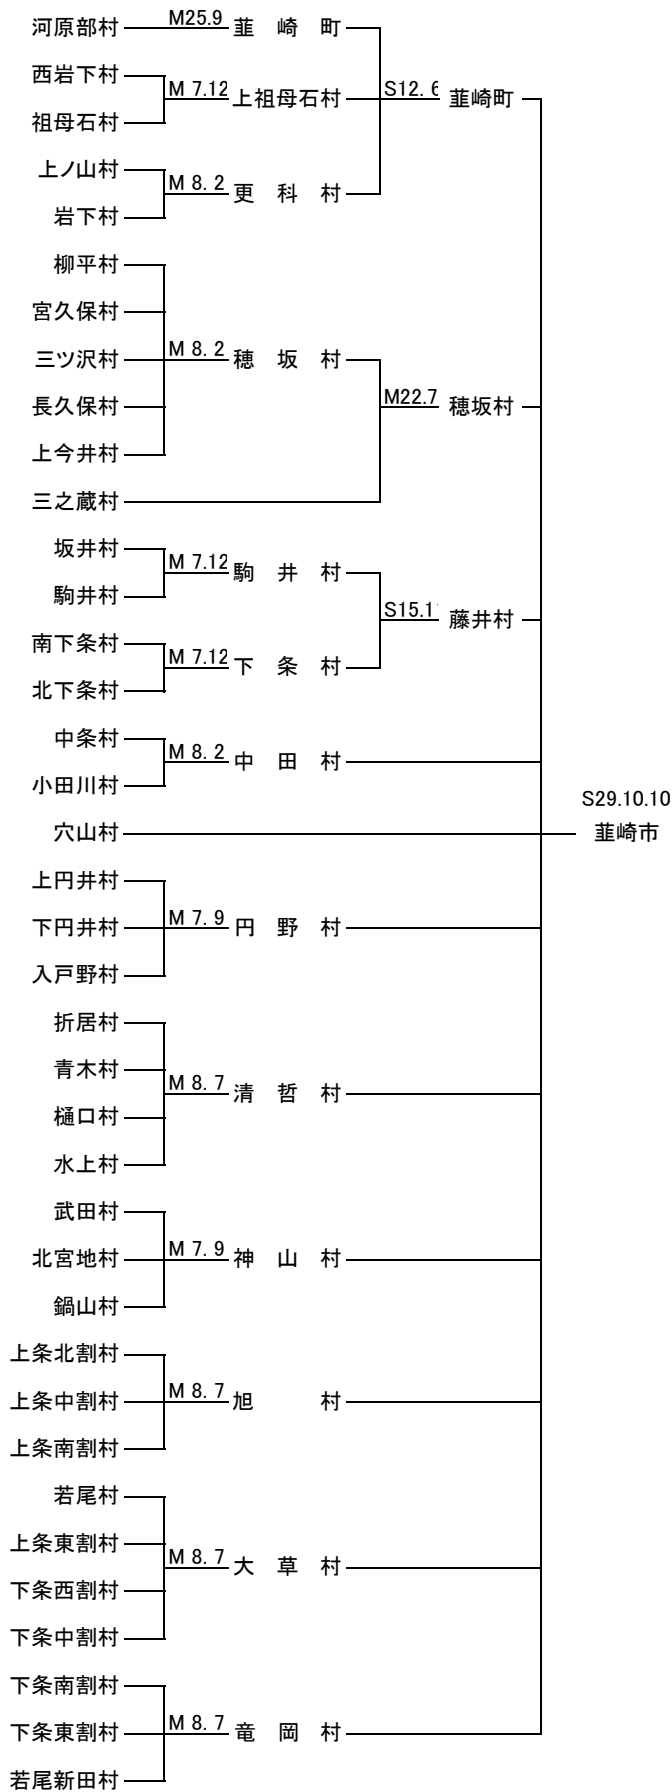 河原部村 M25.9 韮崎町
西岩下村
M 7.12 上祖母石村 S12. 6 韮崎町
祖母石村
上ノ山村
M 8. 2 更科村
岩下村
柳平村
宮久保村
三ツ沢村 M 8. 2 穂坂村
M22.7 穂坂村
長久保村
上今井村
三之蔵村
坂井村
M 7.12 駒井村
駒井村
S15.1 藤井村
南下条村
M 7.12 下条村
北下条村
中条村
M 8. 2 中田村
小田川村
S29.10.10
穴山村 韮崎市
上円井村
下円井村 M 7. 9 円野村
入戸野村
折居村
青木村
M 8. 7 清哲村
樋口村
水上村
武田村
北宮地村 M 7. 9 神山村
鍋山村
上条北割村
上条中割村 M 8. 7 旭村
上条南割村
若尾村
上条東割村
M 8. 7 大草村
下条西割村
下条中割村
下条南割村
下条東割村 M 8. 7 竜岡村
若尾新田村